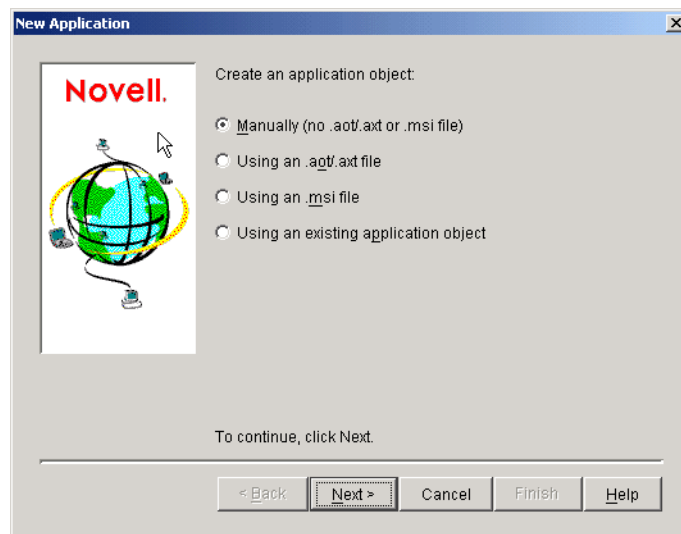 New Application
Novell.
Create an application object:
Manually (no .aot/.axt or .msi file)
Using an .aot/.axt file
Using an .msi file
Using an existing application object
To continue, click Next.
< Back Next > Cancel Finish Help